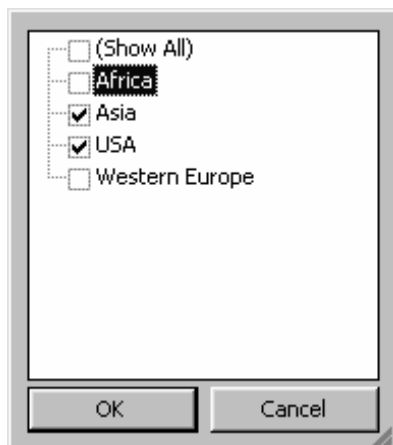 (Show All)
Africa
Asia
USA
Western Europe
OK
Cancel